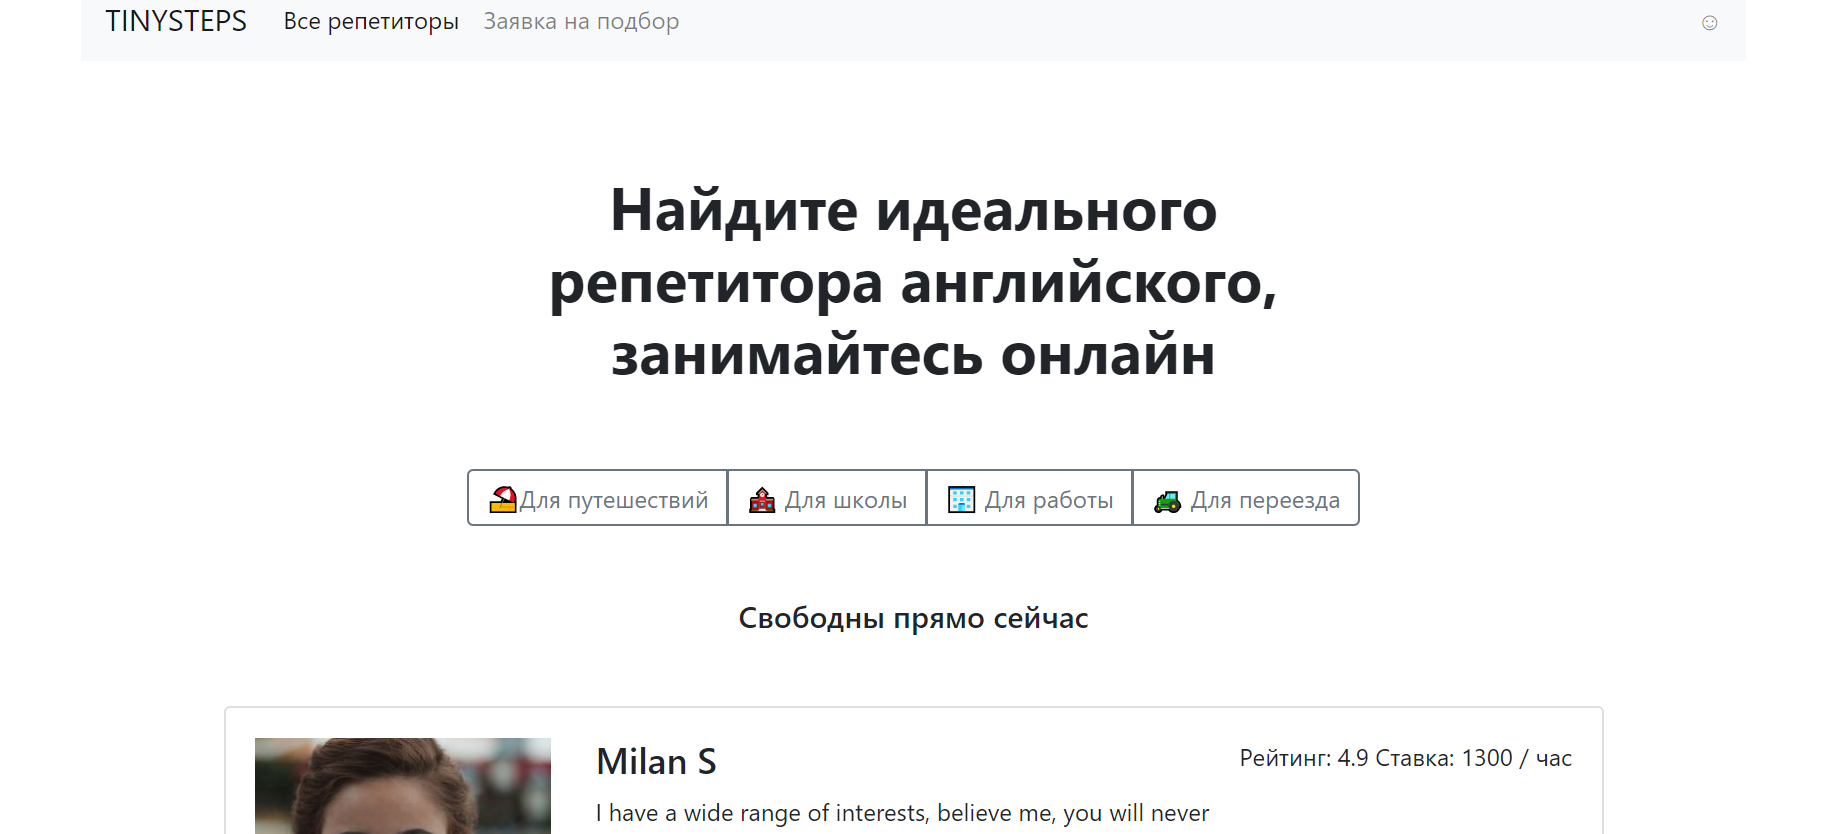 TINYSTEPS Все репетиторы Заявка на подбор ☺
Найдите идеального
репетитора английского,
занимайтесь онлайн
🏖Для путешествий 🏫 Для школы 🏢 Для работы 🚜 Для переезда
Свободны прямо сейчас
Milan S
Рейтинг: 4.9 Ставка: 1300 / час
I have a wide range of interests, believe me, you will never